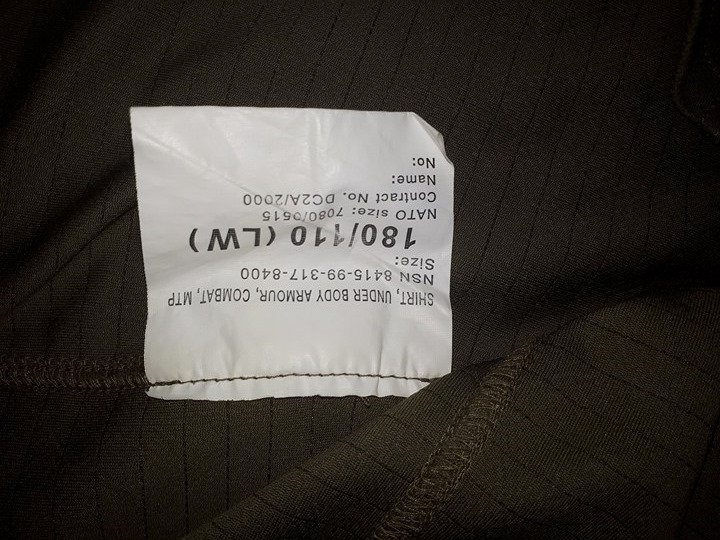 SHIRT, UNDER BODY ARMOUR, COMBAT, MTP
NSN 8415-99-317-8400
Size:
180/110 (LW)
NATO size: 7080/0515
Contract No. DC2A/2000
Name:
No: